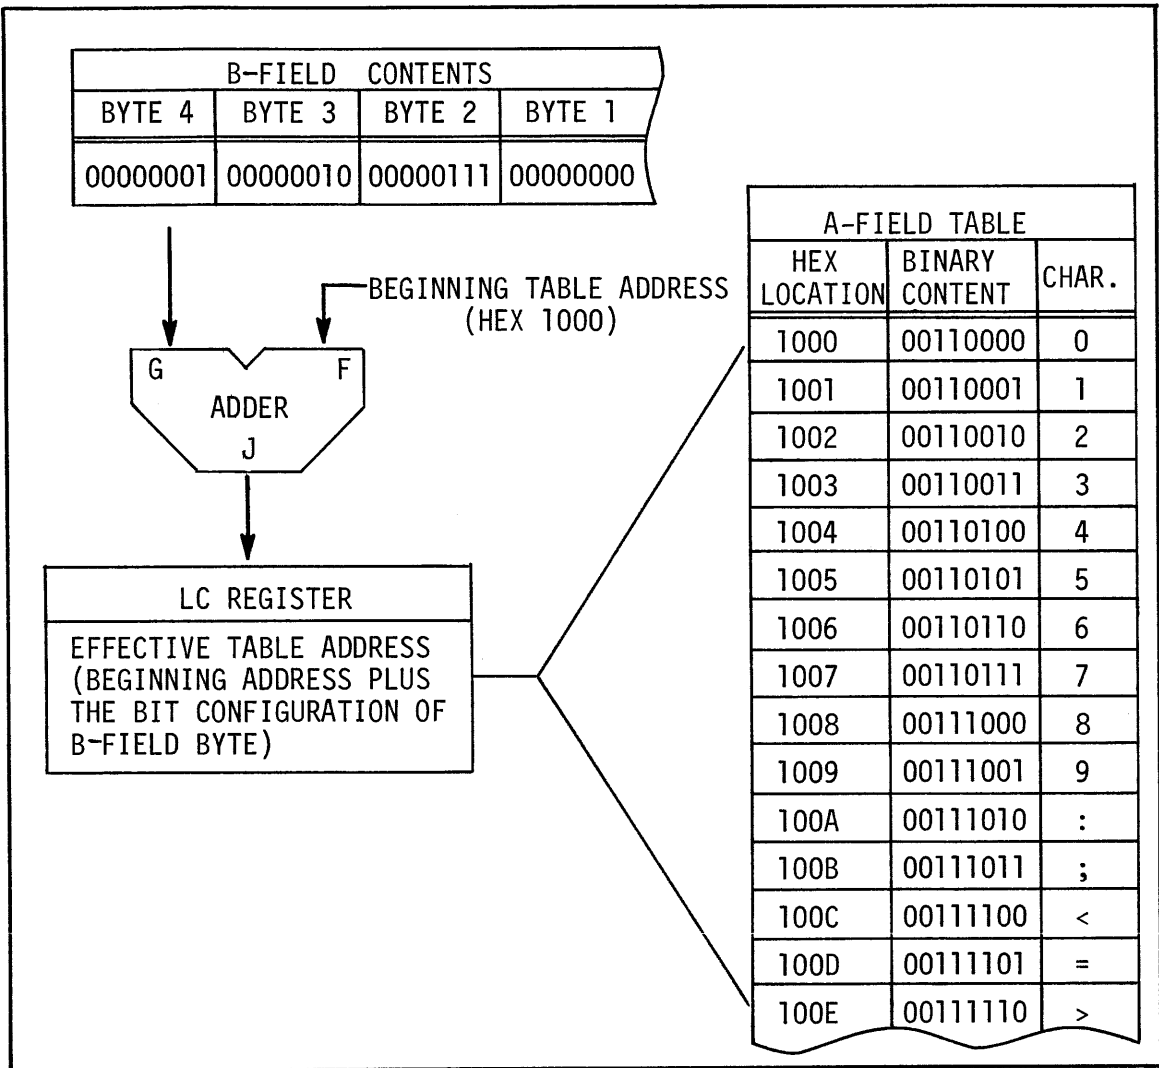 B-FIELD CONTENTS
BYTE 4 BYTE 3 BYTE 2 BYTE 1
00000001 00000010 00000111 00000000
BEGINNING TABLE ADDRESS
(HEX 1000)
G F
ADDER
J
LC REGISTER
EFFECTIVE TABLE ADDRESS
(BEGINNING ADDRESS PLUS
THE BIT CONFIGURATION OF
B-FIELD BYTE)
A-FIELD TABLE
HEX LOCATION BINARY CONTENT CHAR.
1000 00110000 0
1001 00110001 1
1002 00110010 2
1003 00110011 3
1004 00110100 4
1005 00110101 5
1006 00110110 6
1007 00110111 7
1008 00111000 8
1009 00111001 9
100A 00111010 :
100B 00111011 ;
100C 00111100 <
100D 00111101 =
100E 00111110 >